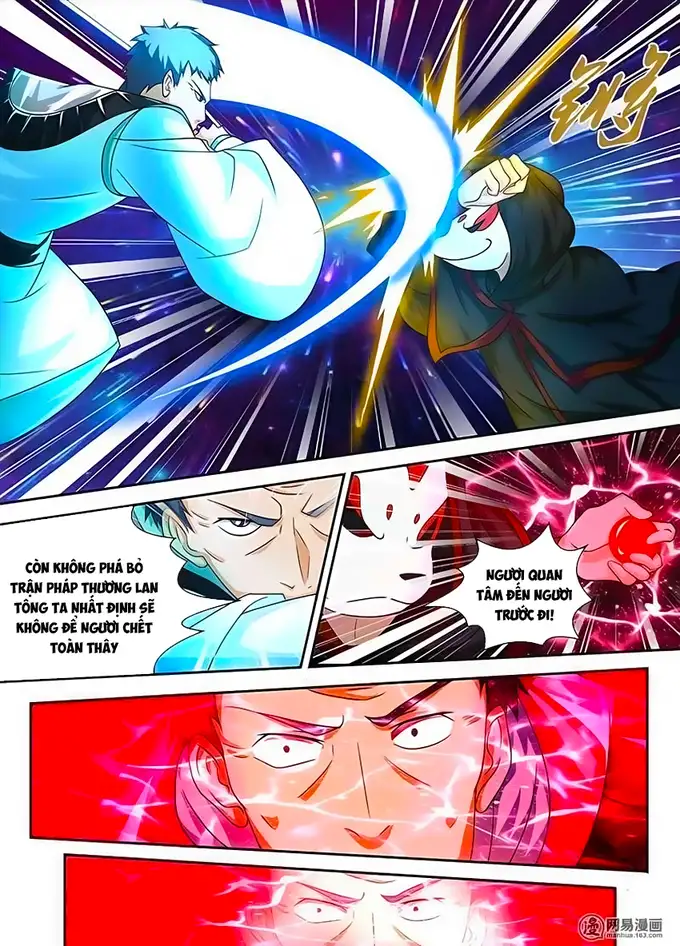 CÒN KHÔNG PHÁ BỎ
TRẬN PHÁP THƯƠNG LAN
TÔNG TA NHẤT ĐỊNH SẼ
KHÔNG ĐỂ NGƯƠI CHẾT
TOÀN THÂY
NGƯƠI QUAN
TÂM ĐẾN NGƯƠI
TRƯỚC ĐI!
网易漫画
manhua.163.com